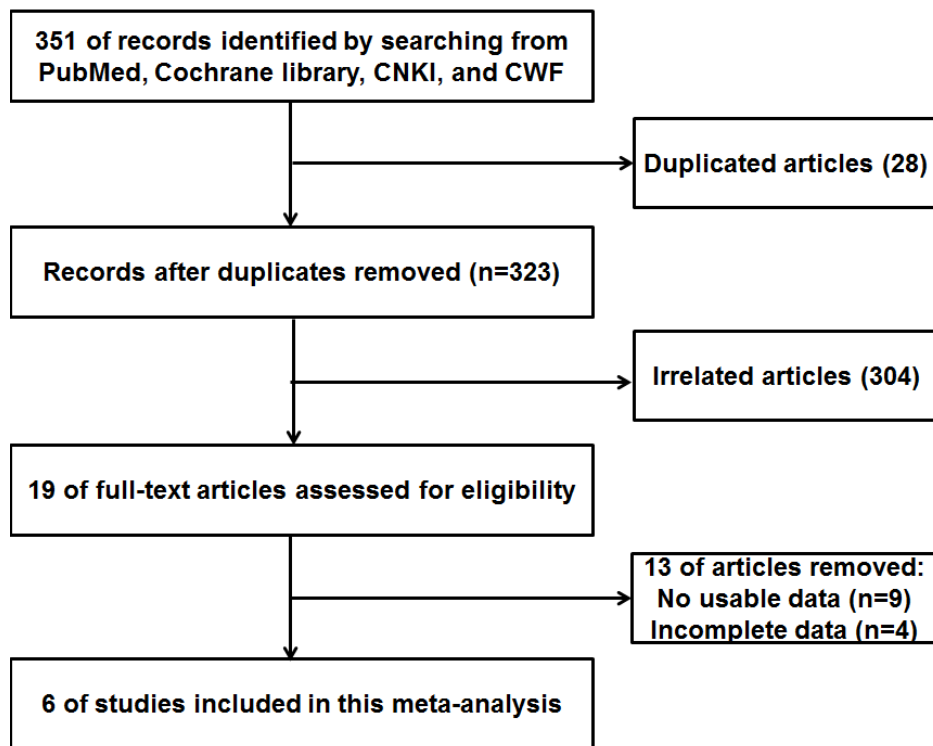 351 of records identified by searching from
PubMed, Cochrane library, CNKI, and CWF
Duplicated articles (28)
Records after duplicates removed (n=323)
Irrelated articles (304)
19 of full-text articles assessed for eligibility
13 of articles removed:
No usable data (n=9)
Incomplete data (n=4)
6 of studies included in this meta-analysis